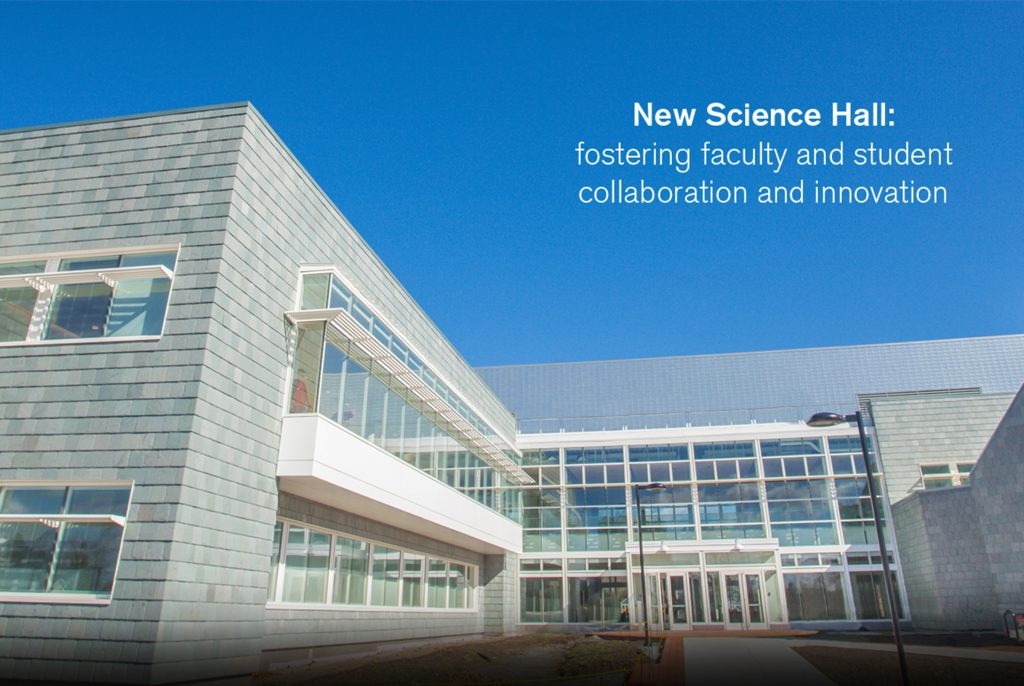 New Science Hall:
fostering faculty and student
collaboration and innovation